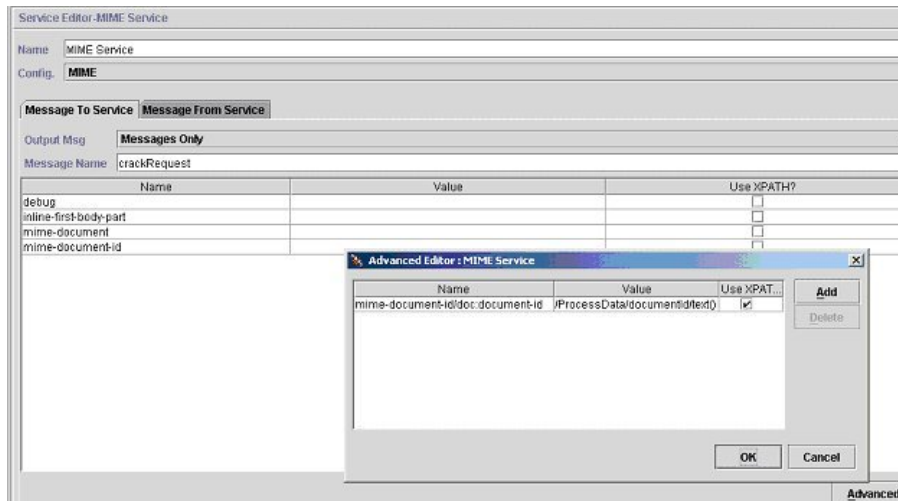 Service Editor-MIME Service
Name MIME Service
Config. MIME
Message To Service Message From Service
Output Msg Messages Only
Message Name crackRequest
Name Value Use XPATH?
debug
inline-first-body-part
mime-document
mime-document-id
Advanced Editor : MIME Service
Name Value Use XPAT...
mime-document-id/doc:document-id /ProcessData/documentId/text()
Add
Delete
OK Cancel
Advanced